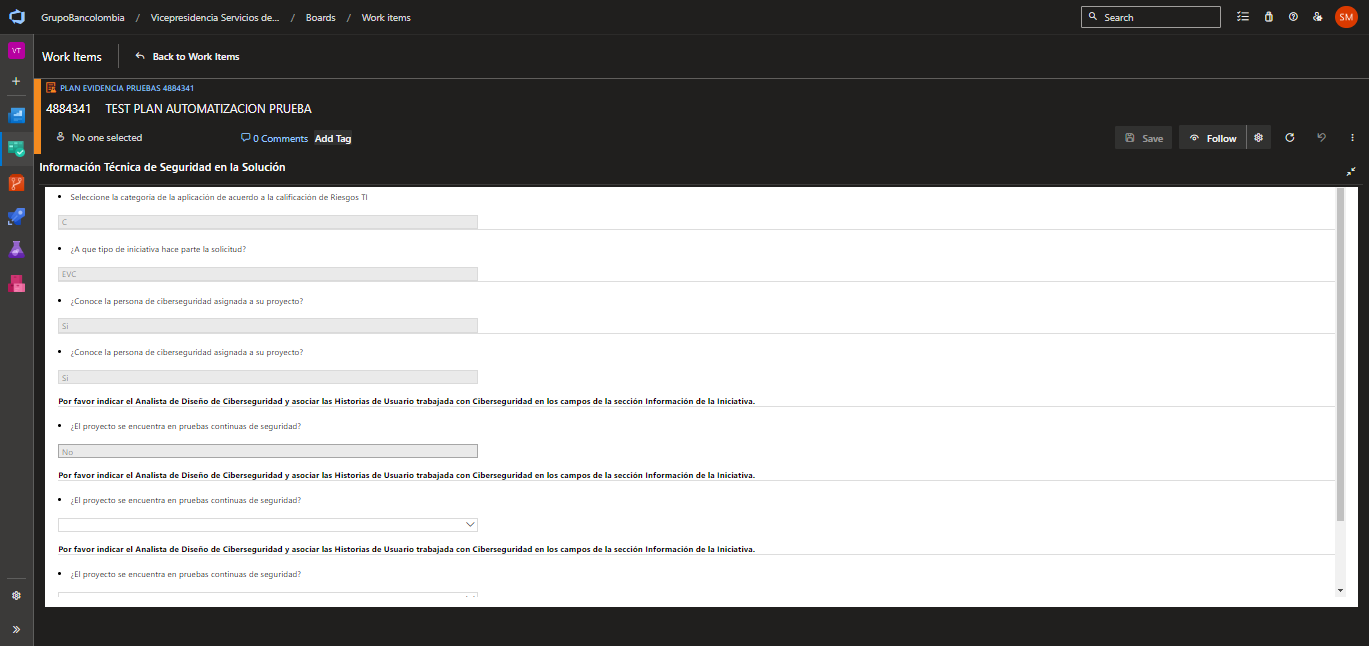 GrupoBancolombia / Vicepresidencia Servicios de... / Boards / Work items
Search
SM
VT
Work Items
Back to Work Items
PLAN EVIDENCIA PRUEBAS 4884341
4884341 TEST PLAN AUTOMATIZACION PRUEBA
No one selected
0 Comments
Add Tag
Save
Follow
Información Técnica de Seguridad en la Solución
Seleccione la categoría de la aplicación de acuerdo a la calificación de Riesgos TI
C
¿A que tipo de iniciativa hace parte la solicitud?
EVC
¿Conoce la persona de ciberseguridad asignada a su proyecto?
Si
¿Conoce la persona de ciberseguridad asignada a su proyecto?
Si
Por favor indicar el Analista de Diseño de Ciberseguridad y asociar las Historias de Usuario trabajada con Ciberseguridad en los campos de la sección Información de la Iniciativa.
¿El proyecto se encuentra en pruebas continuas de seguridad?
No
Por favor indicar el Analista de Diseño de Ciberseguridad y asociar las Historias de Usuario trabajada con Ciberseguridad en los campos de la sección Información de la Iniciativa.
¿El proyecto se encuentra en pruebas continuas de seguridad?
Por favor indicar el Analista de Diseño de Ciberseguridad y asociar las Historias de Usuario trabajada con Ciberseguridad en los campos de la sección Información de la Iniciativa.
¿El proyecto se encuentra en pruebas continuas de seguridad?